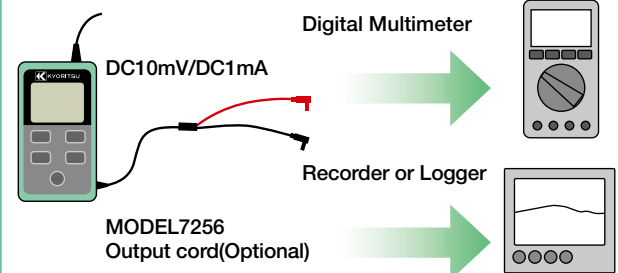 Digital Multimeter
KYORITSU
DC10mV/DC1mA
Recorder or Logger
MODEL7256
Output cord(Optional)